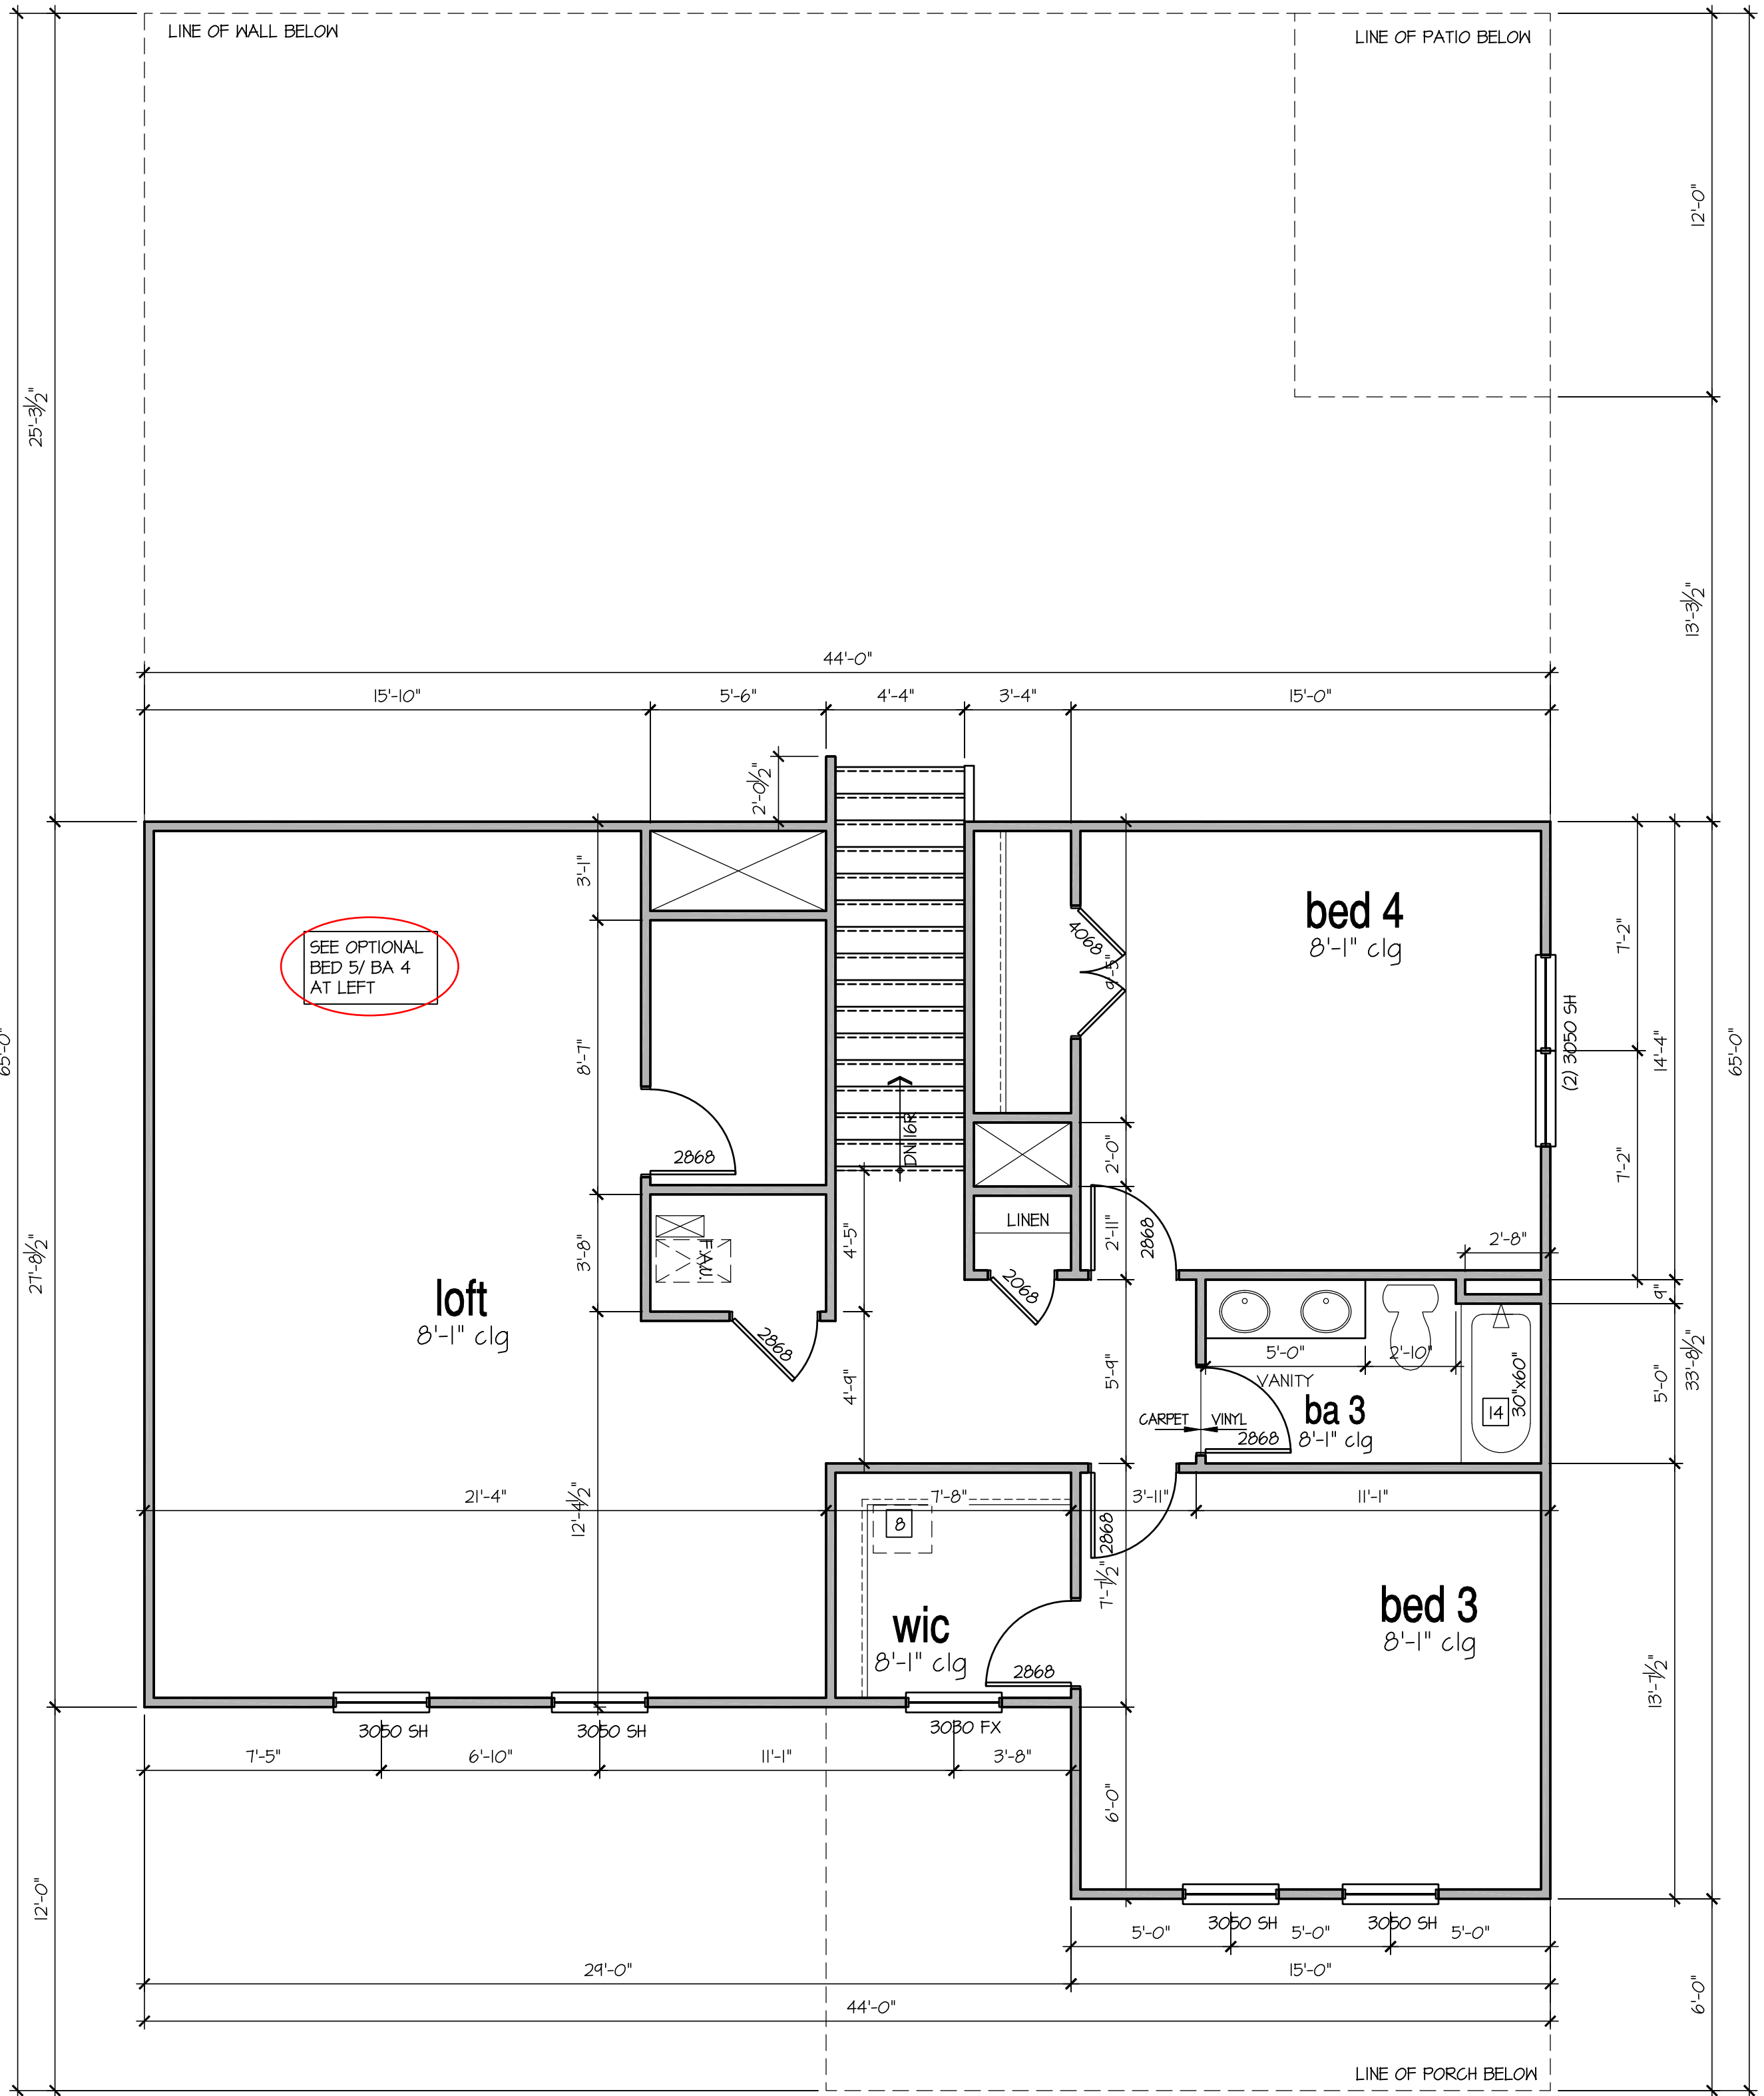 LINE OF WALL BELOW
LINE OF PATIO BELOW
12'-0"
25'-3½"
13'-3½"
44'-0"
15'-10"
5'-6"
4'-4"
3'-4"
15'-0"
2'-0½"
3'-1"
bed 4
8'-1" clg
4068
9'-5"
7'-2"
SEE OPTIONAL
BED 5/ BA 4
AT LEFT
(2) 3050 SH
14'-4"
65'-0"
65'-0"
8'-7"
DN 16R
2868
2'-0"
7'-2"
LINEN
2'-11"
2868
2'-8"
27'-8½"
3'-8"
F.A.U.
4'-5"
2068
9"
loft
8'-1" clg
2868
4'-9"
5'-9"
5'-0"
2'-10"
VANITY
30"x60"
5'-0"
33'-8½"
CARPET
VINYL
ba 3
8'-1" clg
14
2868
21'-4"
12'-4½"
7'-8"
3'-11"
11'-1"
8
2868
7'-7½"
wic
8'-1" clg
bed 3
8'-1" clg
2868
13'-7½"
3050 SH
3050 SH
3030 FX
7'-5"
6'-10"
11'-1"
3'-8"
6'-0"
12'-0"
3050 SH
3050 SH
5'-0"
5'-0"
5'-0"
29'-0"
15'-0"
44'-0"
6'-0"
LINE OF PORCH BELOW